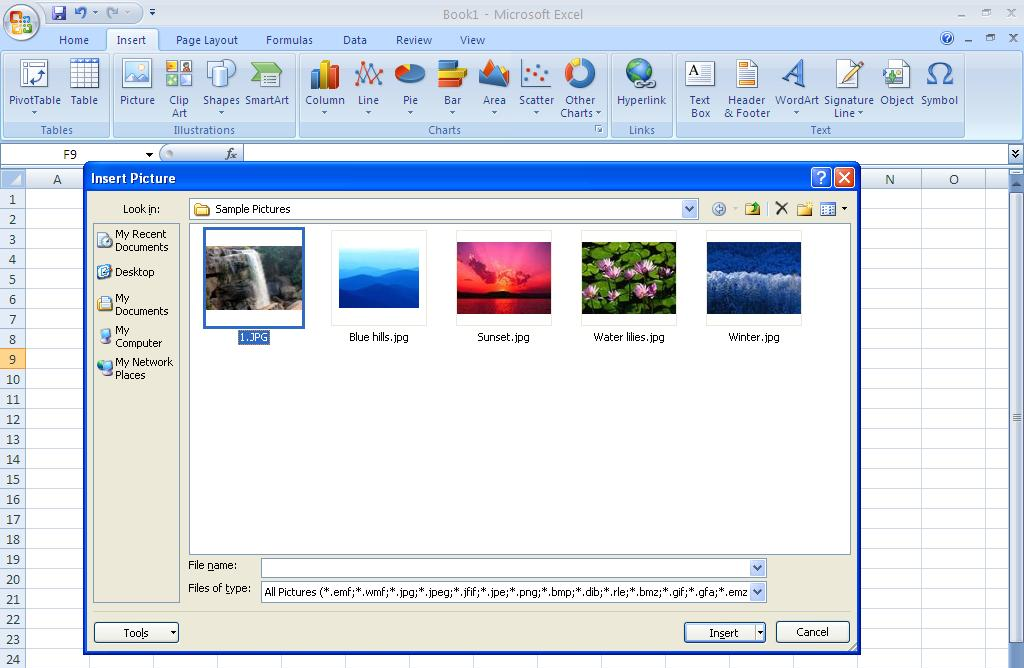 Book1 - Microsoft Excel
Home Insert Page Layout Formulas Data Review View
PivotTable Table Picture Clip Art Shapes SmartArt Column Line Pie Bar Area Scatter Other Charts Hyperlink Text Box Header & Footer WordArt Signature Line Object Symbol
Tables Illustrations Charts Links Text
F9 fx
A N O
Insert Picture
Look in: Sample Pictures
My Recent Documents
Desktop
My Documents
My Computer
My Network Places
1.JPG Blue hills.jpg Sunset.jpg Water lilies.jpg Winter.jpg
File name:
Files of type: All Pictures (*.emf;*.wmf;*.jpg;*.jpeg;*.jfif;*.jpe;*.png;*.bmp;*.dib;*.rle;*.bmz;*.gif;*.gfa;*.emz
Tools Insert Cancel
1
2
3
4
5
6
7
8
9
10
11
12
13
14
15
16
17
18
19
20
21
22
23
24